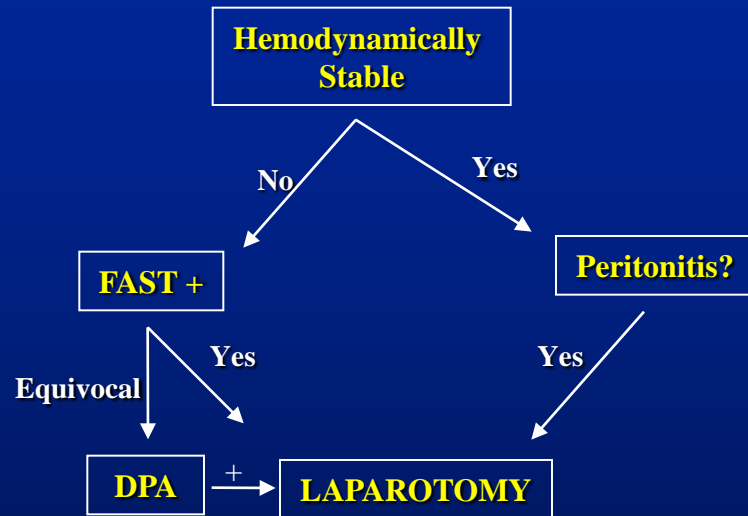 Hemodynamically
Stable
No
Yes
FAST +
Peritonitis?
Yes
Yes
Equivocal
DPA
+
LAPAROTOMY